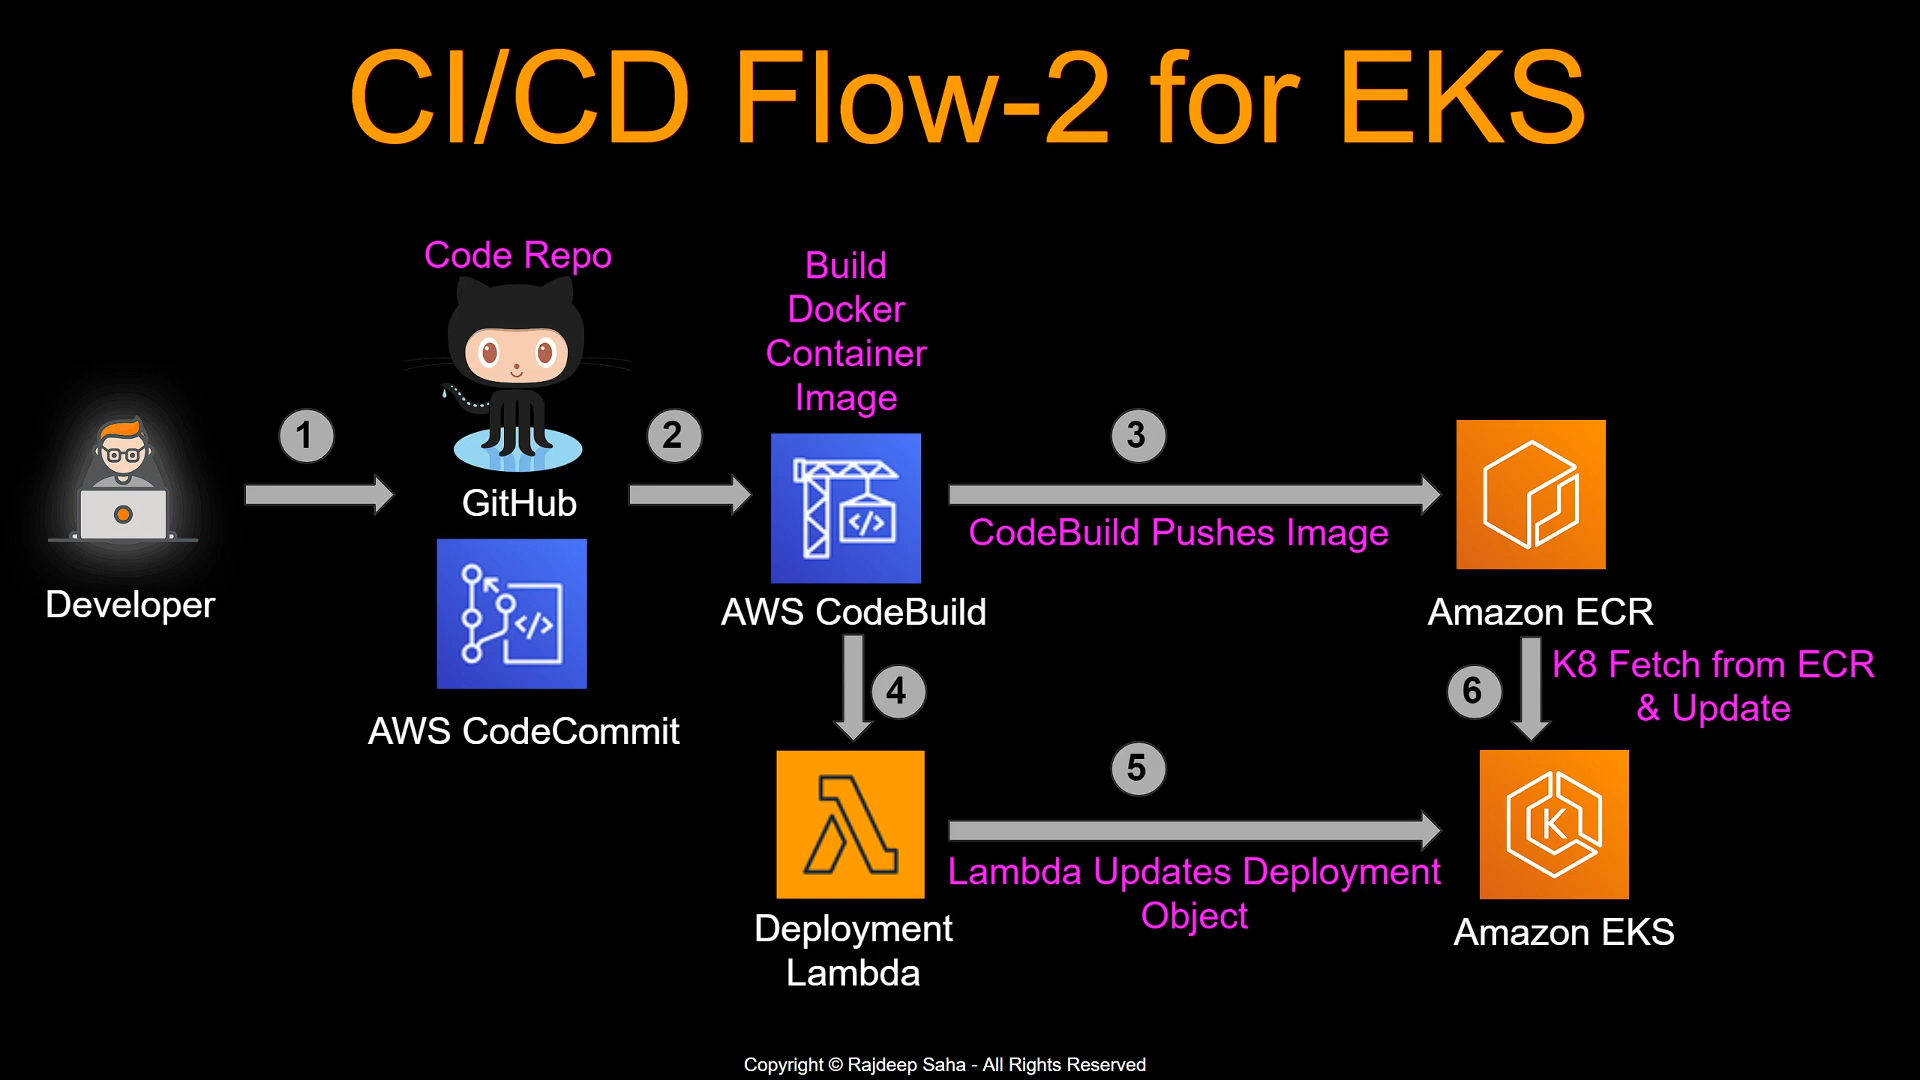 CI/CD Flow-2 for EKS
Code Repo
Build
Docker
Container
Image
1
2
3
GitHub
CodeBuild Pushes Image
Developer
AWS CodeBuild
Amazon ECR
AWS CodeCommit
4
6
K8 Fetch from ECR
& Update
5
K
Lambda Updates Deployment
Object
Deployment
Lambda
Amazon EKS
Copyright © Rajdeep Saha - All Rights Reserved